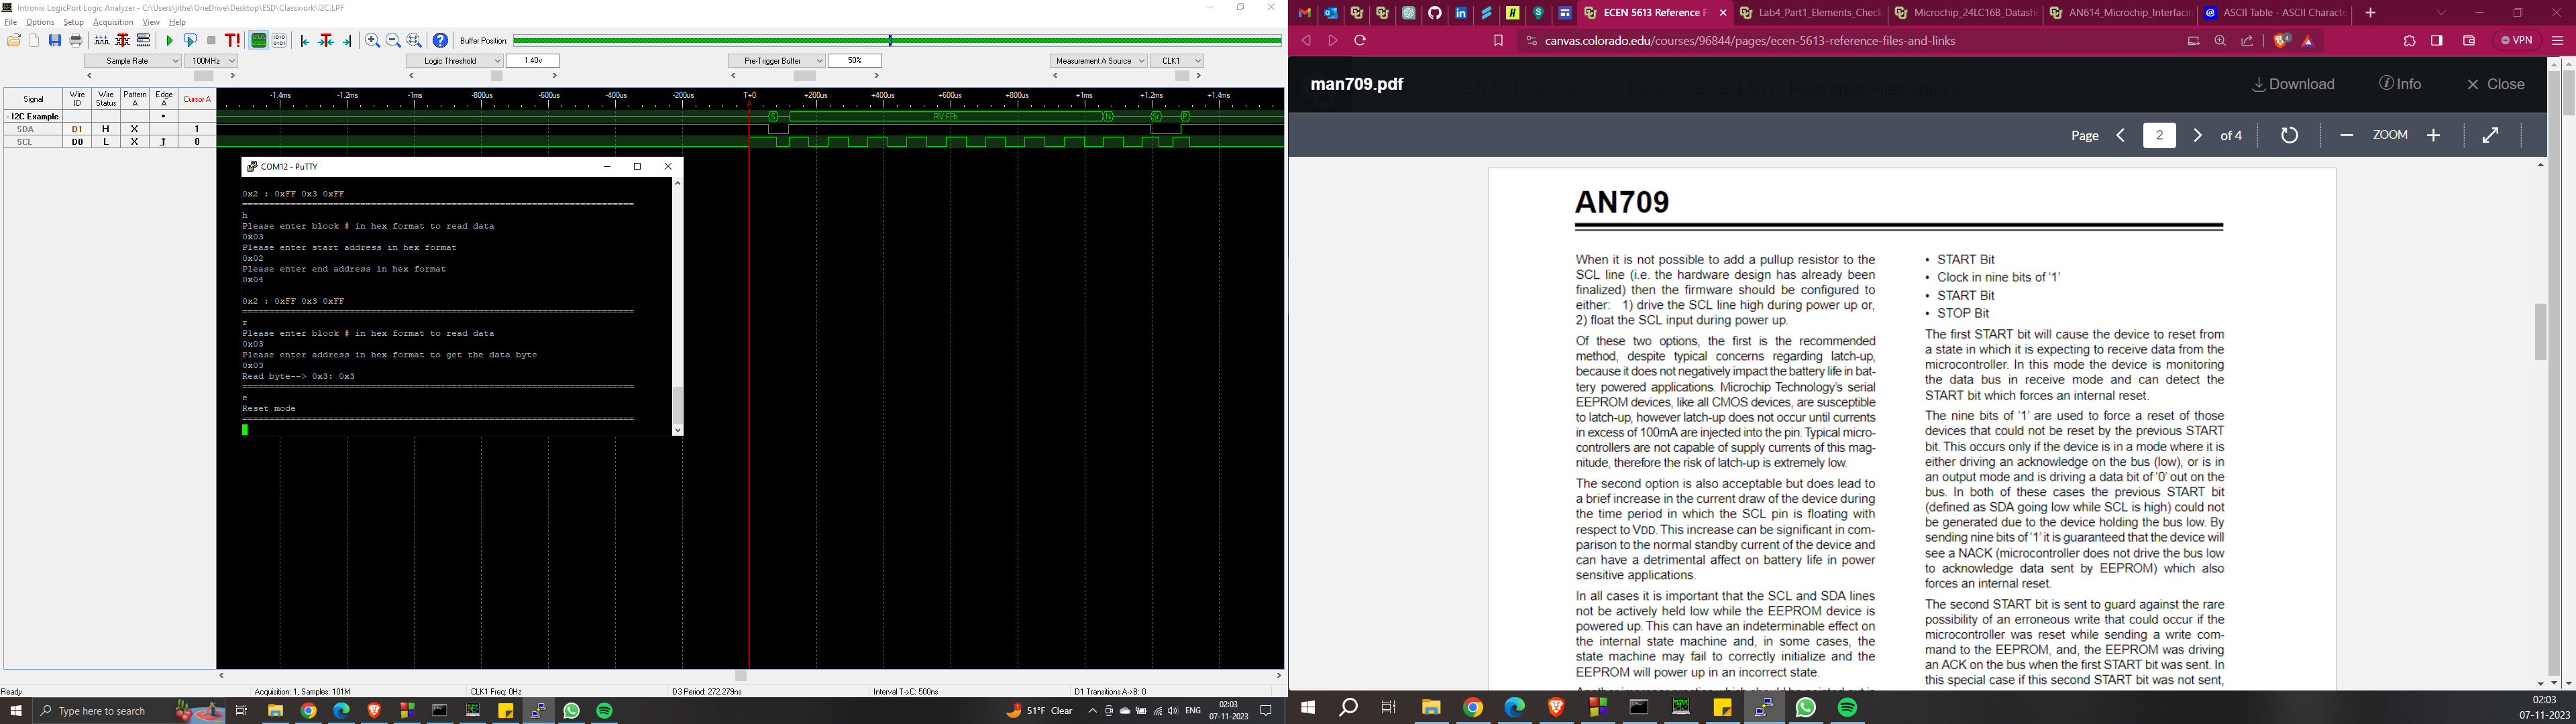 Intronix LogicPort Logic Analyzer - C:\Users\jithe\OneDrive\Desktop\ESD\Classwork\I2C.LPF
File Options Setup Acquisition View Help
Buffer Position:
Sample Rate 100MHz Logic Threshold 1.40v Pre-Trigger Buffer 50% Measurement A Source CLK1
Signal Wire ID Wire Status Pattern A Edge A Cursor A
-1.4ms -1.2ms -1ms -800us -600us -400us -200us T+0 +200us +400us +600us +800us +1ms +1.2ms +1.4ms
A
- I2C Example S RV:FFh N Sr P
SDA D1 H X 1
SCL D0 L X 0
COM12 - PuTTY
0x2 : 0xFF 0x3 0xFF
h
Please enter block # in hex format to read data
0x03
Please enter start address in hex format
0x02
Please enter end address in hex format
0x04
0x2 : 0xFF 0x3 0xFF
r
Please enter block # in hex format to read data
0x03
Please enter address in hex format to get the data byte
0x03
Read byte--> 0x3: 0x3
e
Reset mode
Ready Acquisition: 1, Samples: 101M CLK1 Freq: 0Hz D3 Period: 272.279ns Interval T->C: 500ns D1 Transitions A->B: 0
Type here to search
51°F Clear
ENG
02:03
07-11-2023
ECEN 5613 Reference F
Lab4_Part1_Elements_Check
Microchip_24LC16B_Datash
AN614_Microchip_Interfacin
ASCII Table - ASCII Charact
canvas.colorado.edu/courses/96844/pages/ecen-5613-reference-files-and-links
VPN
man709.pdf
Download Info Close
Page 2 of 4 ZOOM
AN709
When it is not possible to add a pullup resistor to the
SCL line (i.e. the hardware design has already been
finalized) then the firmware should be configured to
either: 1) drive the SCL line high during power up or,
2) float the SCL input during power up.
Of these two options, the first is the recommended
method, despite typical concerns regarding latch-up,
because it does not negatively impact the battery life in bat-
tery powered applications. Microchip Technology's serial
EEPROM devices, like all CMOS devices, are susceptible
to latch-up, however latch-up does not occur until currents
in excess of 100mA are injected into the pin. Typical micro-
controllers are not capable of supply currents of this mag-
nitude, therefore the risk of latch-up is extremely low.
The second option is also acceptable but does lead to
a brief increase in the current draw of the device during
the time period in which the SCL pin is floating with
respect to VDD. This increase can be significant in com-
parison to the normal standby current of the device and
can have a detrimental affect on battery life in power
sensitive applications.
In all cases it is important that the SCL and SDA lines
not be actively held low while the EEPROM device is
powered up. This can have an indeterminable effect on
the internal state machine and, in some cases, the
state machine may fail to correctly initialize and the
EEPROM will power up in an incorrect state.
• START Bit
• Clock in nine bits of '1'
• START Bit
• STOP Bit
The first START bit will cause the device to reset from
a state in which it is expecting to receive data from the
microcontroller. In this mode the device is monitoring
the data bus in receive mode and can detect the
START bit which forces an internal reset.
The nine bits of '1' are used to force a reset of those
devices that could not be reset by the previous START
bit. This occurs only if the device is in a mode where it is
either driving an acknowledge on the bus (low), or is in
an output mode and is driving a data bit of '0' out on the
bus. In both of these cases the previous START bit
(defined as SDA going low while SCL is high) could not
be generated due to the device holding the bus low. By
sending nine bits of '1' it is guaranteed that the device will
see a NACK (microcontroller does not drive the bus low
to acknowledge data sent by EEPROM) which also
forces an internal reset.
The second START bit is sent to guard against the rare
possibility of an erroneous write that could occur if the
microcontroller was reset while sending a write com-
mand to the EEPROM, and, the EEPROM was driving
an ACK on the bus when the first START bit was sent. In
this special case if this second START bit was not sent,
02:03
07-11-2023